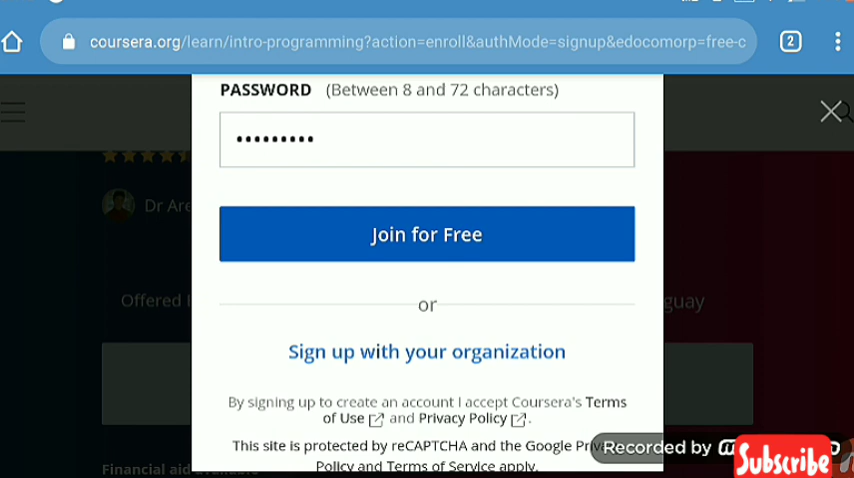 coursera.org/learn/intro-programming?action=enroll&authMode=signup&edocomorp=free-c
2
PASSWORD (Between 8 and 72 characters)
Dr Are
Join for Free
Offered
guay
or
Sign up with your organization
By signing up to create an account I accept Coursera's Terms
of Use and Privacy Policy.
This site is protected by reCAPTCHA and the Google
Policy and Terms of Service apply.
Recorded by
Subscribe
Financial aid